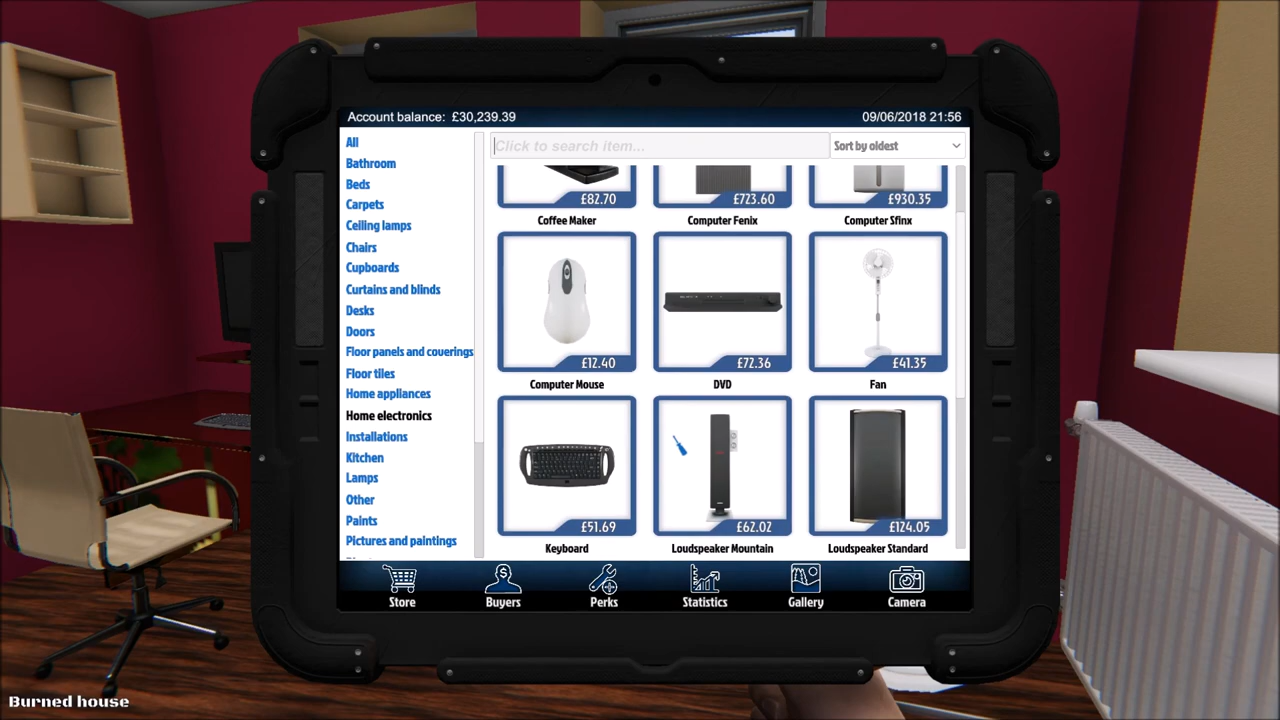 Account balance: £30,239.39
09/06/2018 21:56
Click to search item...
Sort by oldest
All
Bathroom
Beds
Carpets
Ceiling lamps
Chairs
Cupboards
Curtains and blinds
Desks
Doors
Floor panels and coverings
Floor tiles
Home appliances
Home electronics
Installations
Kitchen
Lamps
Other
Paints
Pictures and paintings
£82.70
£723.60
£930.35
Coffee Maker
Computer Fenix
Computer Sfinx
£12.40
£72.36
£41.35
Computer Mouse
DVD
Fan
£51.69
£62.02
£124.05
Keyboard
Loudspeaker Mountain
Loudspeaker Standard
Store
Buyers
Perks
Statistics
Gallery
Camera
Burned house